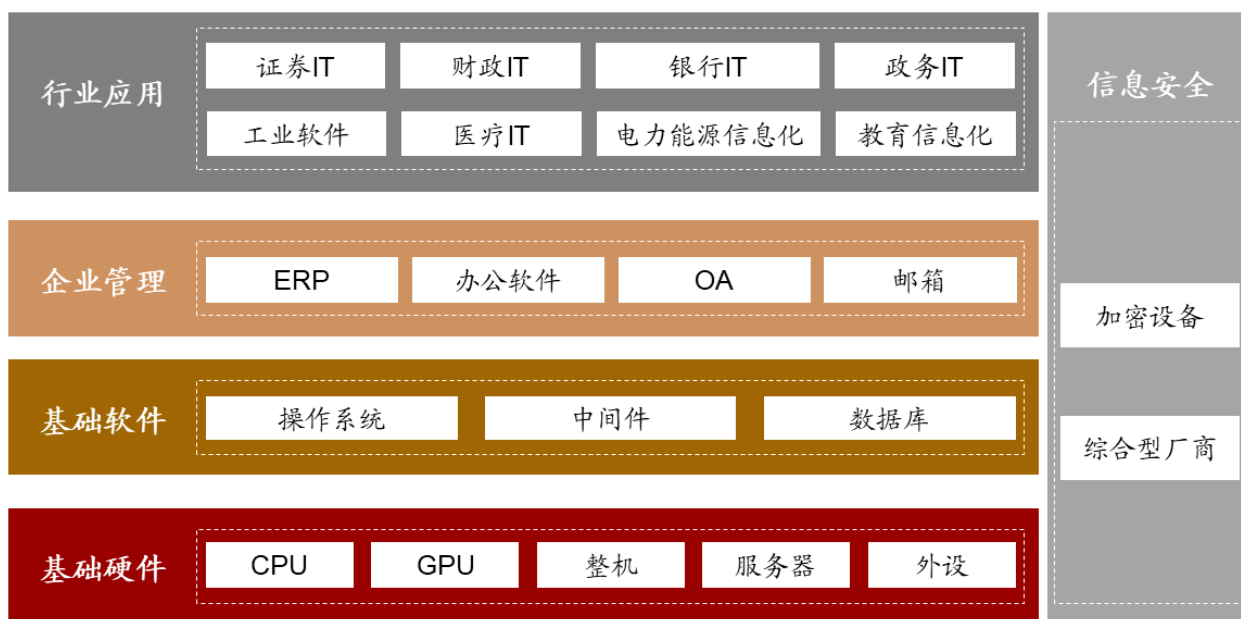 行业应用
证券IT
财政IT
银行IT
政务IT
工业软件
医疗IT
电力能源信息化
教育信息化
企业管理
ERP
办公软件
OA
邮箱
基础软件
操作系统
中间件
数据库
基础硬件
CPU
GPU
整机
服务器
外设
信息安全
加密设备
综合型厂商